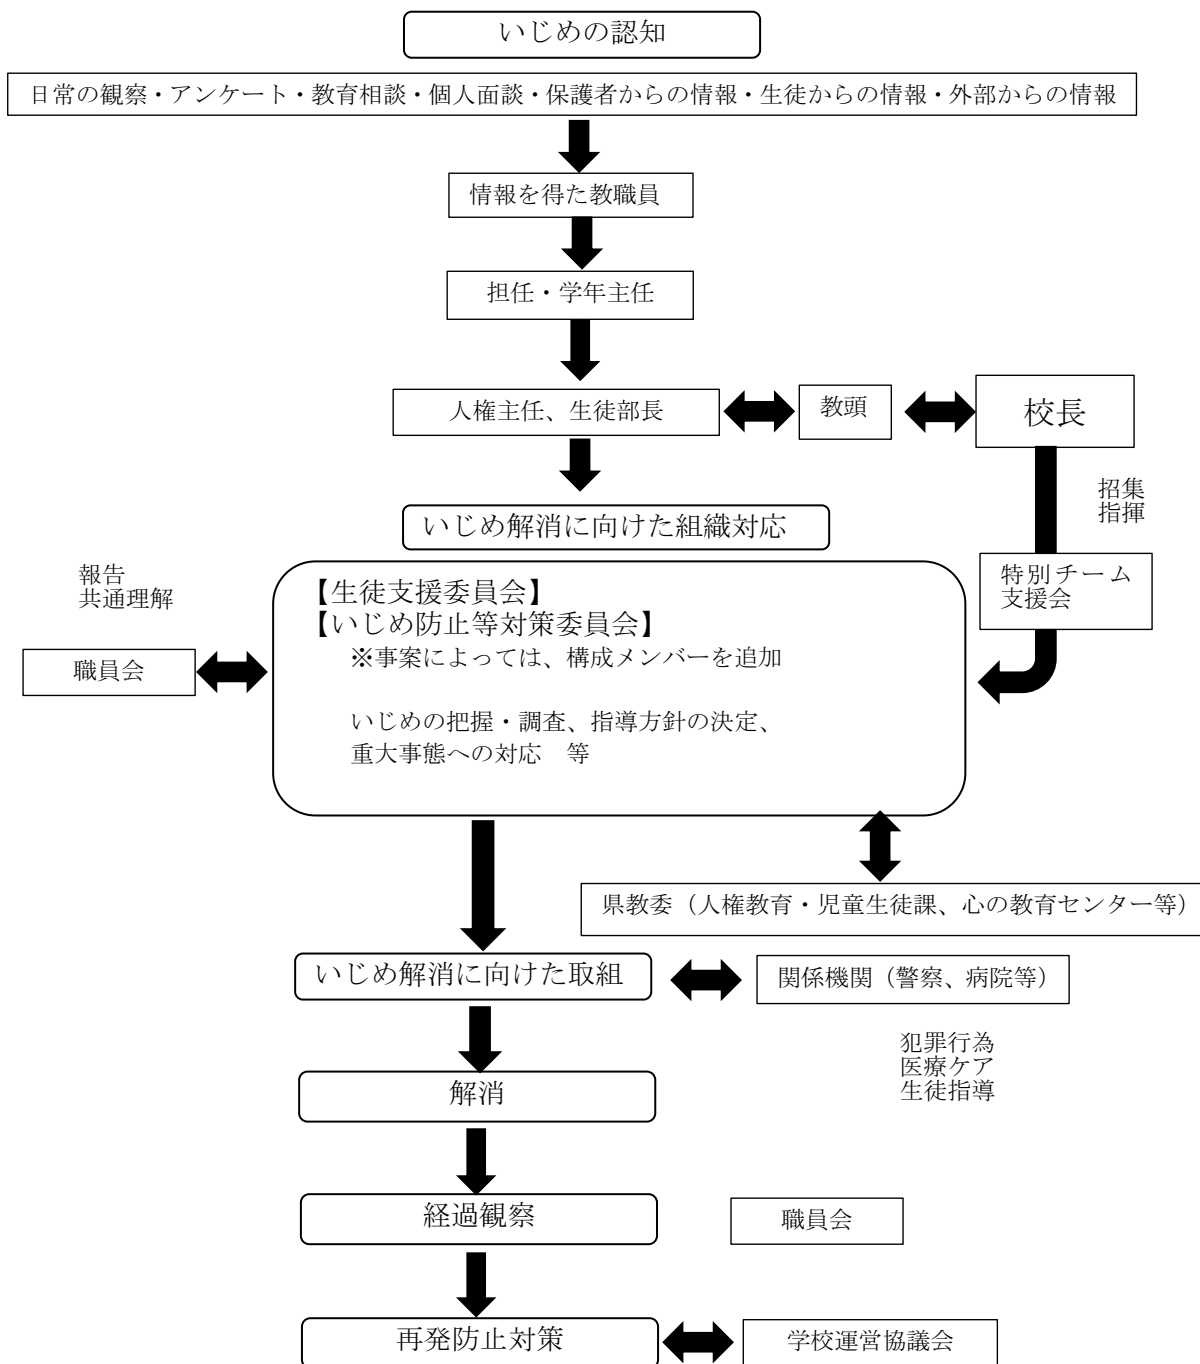 いじめの認知
日常の観察・アンケート・教育相談・個人面談・保護者からの情報・生徒からの情報・外部からの情報
情報を得た教職員
担任・学年主任
人権主任、生徒部長
教頭
校長
招集
指揮
いじめ解消に向けた組織対応
特別チーム
支援会
報告
共通理解
職員会
【生徒支援委員会】
【いじめ防止等対策委員会】
※事案によっては、構成メンバーを追加
いじめの把握・調査、指導方針の決定、
重大事態への対応　等
県教委（人権教育・児童生徒課、心の教育センター等）
いじめ解消に向けた取組
関係機関（警察、病院等）
犯罪行為
医療ケア
生徒指導
解消
経過観察
職員会
再発防止対策
学校運営協議会